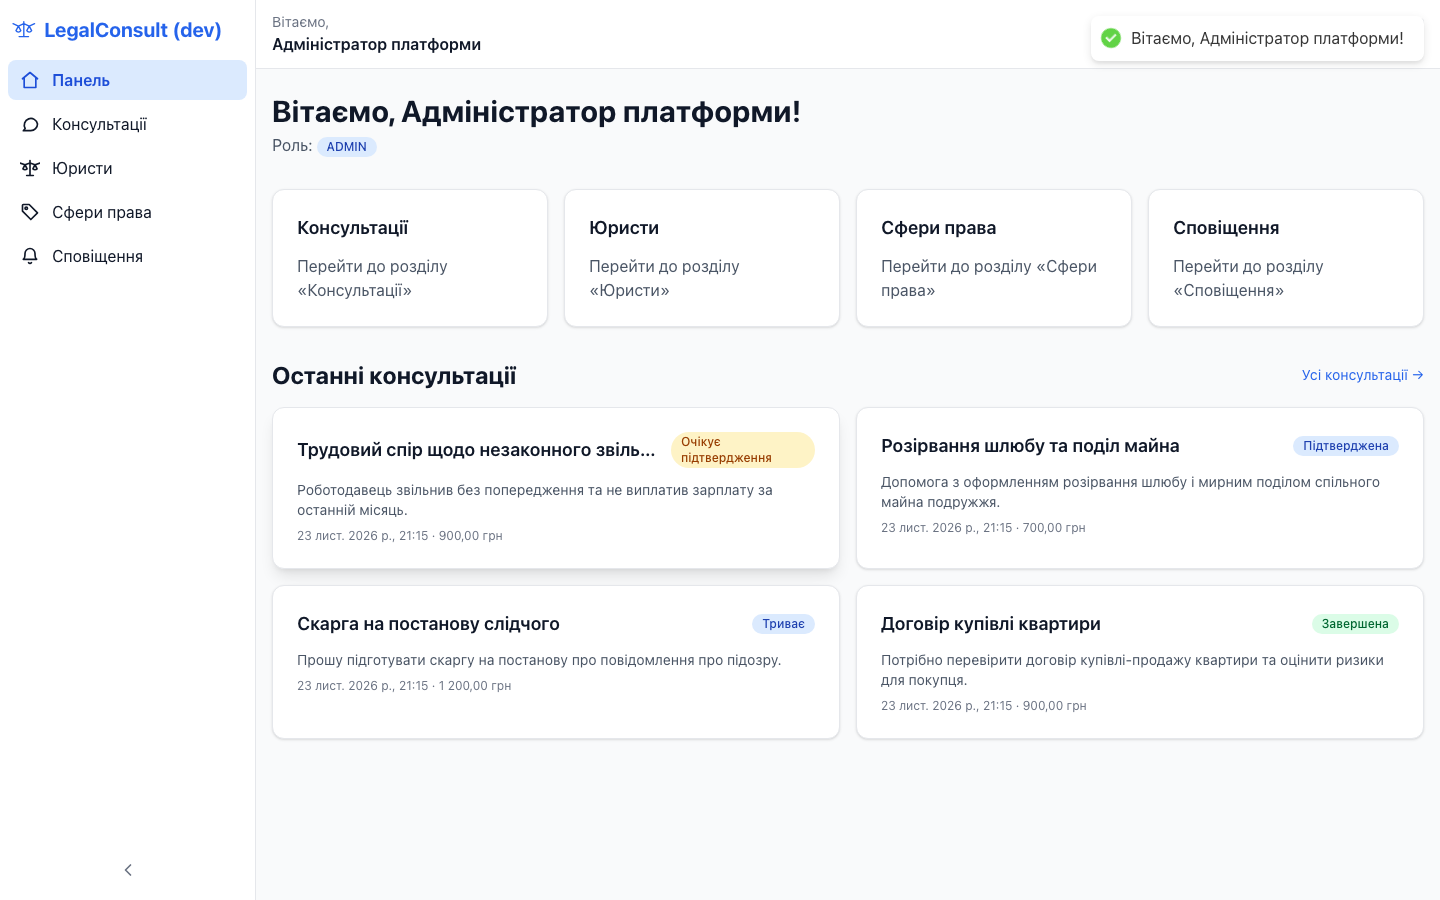 LegalConsult (dev)
Панель
Консультації
Юристи
Сфери права
Сповіщення
Вітаємо,
Адміністратор платформи
Вітаємо, Адміністратор платформи!
Вітаємо, Адміністратор платформи!
Роль: ADMIN
Консультації
Перейти до розділу
«Консультації»
Юристи
Перейти до розділу
«Юристи»
Сфери права
Перейти до розділу «Сфери
права»
Сповіщення
Перейти до розділу
«Сповіщення»
Останні консультації
Усі консультації →
Трудовий спір щодо незаконного звіль...
Очікує
підтвердження
Роботодавець звільнив без попередження та не виплатив зарплату за
останній місяць.
23 лист. 2026 р., 21:15 · 900,00 грн
Розірвання шлюбу та поділ майна
Підтверджена
Допомога з оформленням розірвання шлюбу і мирним поділом спільного
майна подружжя.
23 лист. 2026 р., 21:15 · 700,00 грн
Скарга на постанову слідчого
Триває
Прошу підготувати скаргу на постанову про повідомлення про підозру.
23 лист. 2026 р., 21:15 · 1 200,00 грн
Договір купівлі квартири
Завершена
Потрібно перевірити договір купівлі-продажу квартири та оцінити ризики
для покупця.
23 лист. 2026 р., 21:15 · 900,00 грн